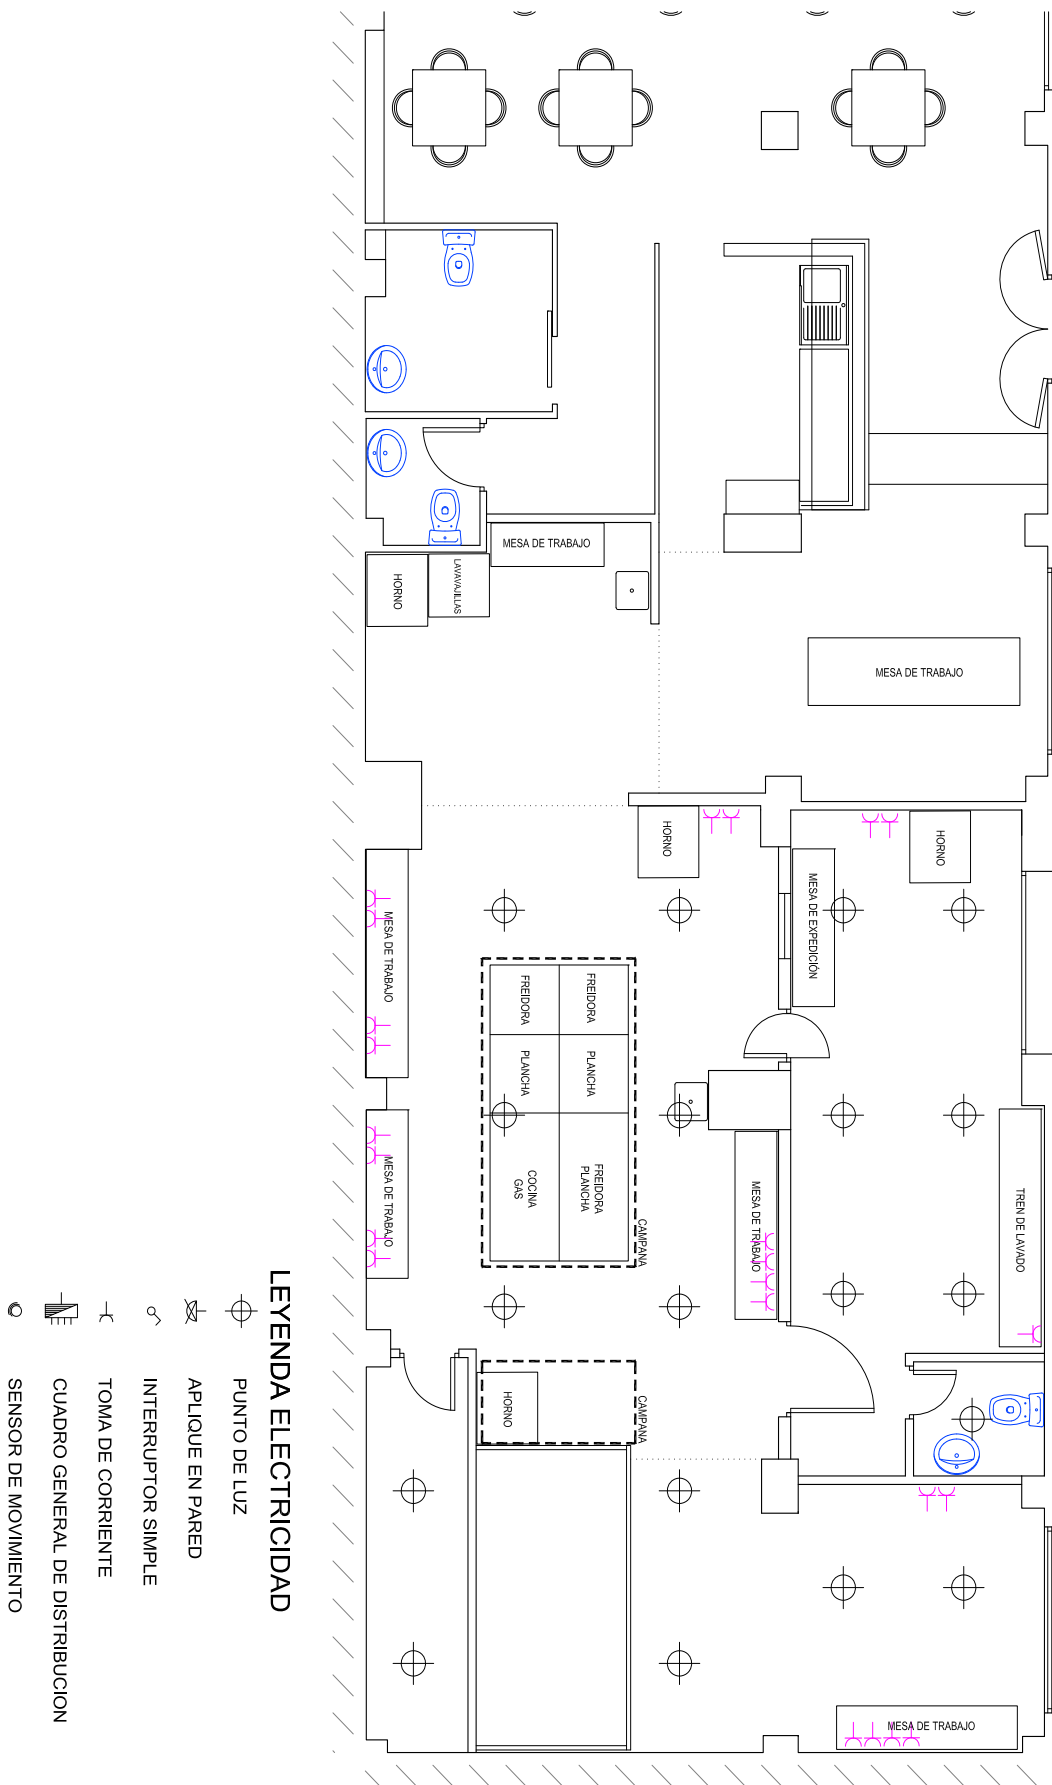 MESA DE TRABAJO
LAVAVAJILLAS
HORNO
MESA DE TRABAJO
HORNO
HORNO
MESA DE EXPEDICIÓN
MESA DE TRABAJO
FREIDORA
FREIDORA
PLANCHA
PLANCHA
COCINA
GAS
FREIDORA
PLANCHA
CAMPANA
MESA DE TRABAJO
MESA DE TRABAJO
TREN DE LAVADO
HORNO
CAMPANA
MESA DE TRABAJO
LEYENDA ELECTRICIDAD
PUNTO DE LUZ
APLIQUE EN PARED
INTERRUPTOR SIMPLE
TOMA DE CORRIENTE
CUADRO GENERAL DE DISTRIBUCION
SENSOR DE MOVIMIENTO